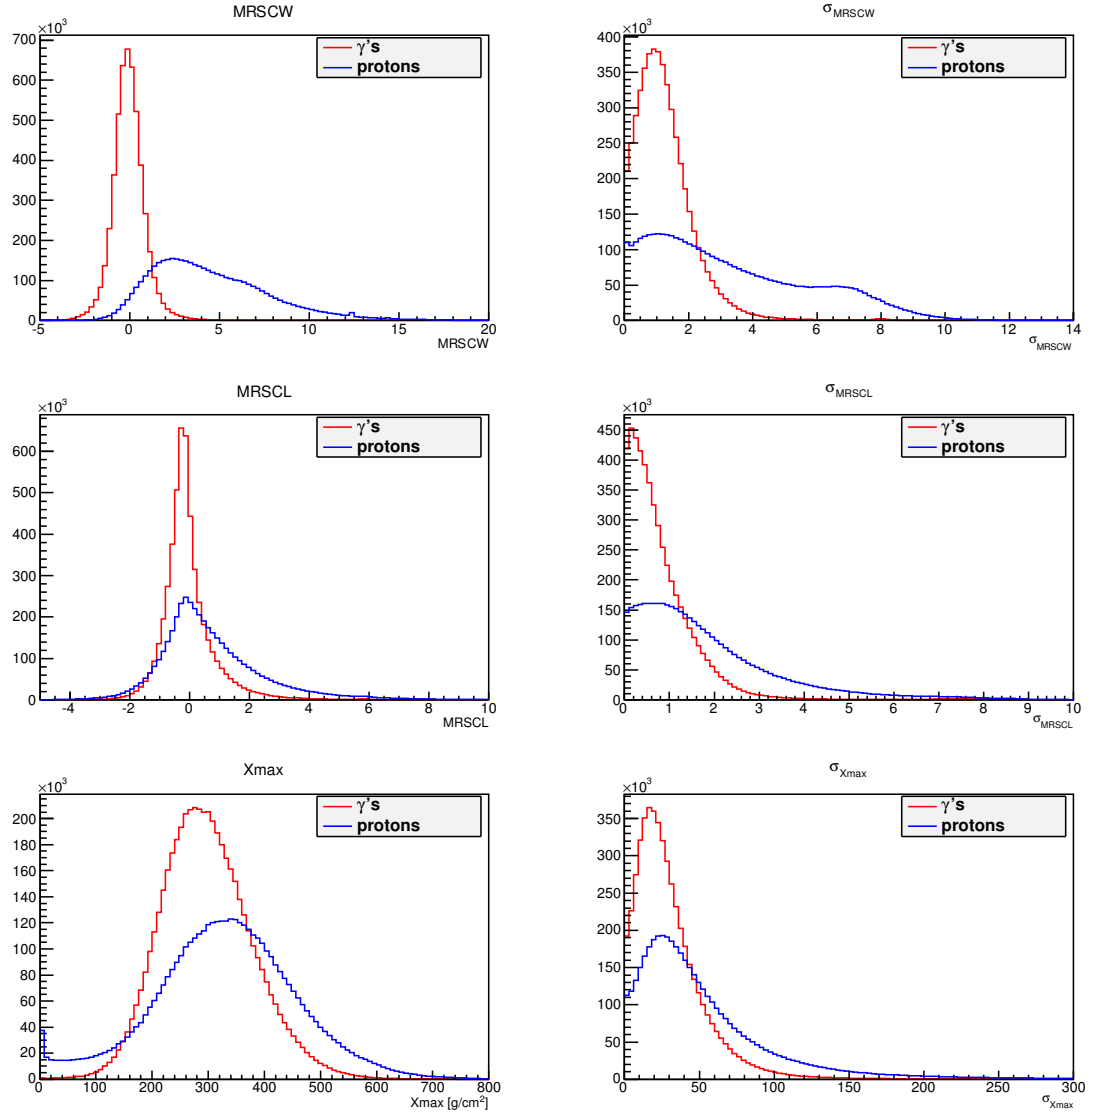 MRSCW
×10³
700
600
500
400
300
200
100
0
γ's
protons
-5 0 5 10 15 20
MRSCW
σMRSCW
×10³
400
350
300
250
200
150
100
50
0
γ's
protons
0 2 4 6 8 10 12 14
σMRSCW
MRSCL
×10³
600
500
400
300
200
100
0
γ's
protons
-4 -2 0 2 4 6 8 10
MRSCL
σMRSCL
×10³
450
400
350
300
250
200
150
100
50
0
γ's
protons
0 1 2 3 4 5 6 7 8 9 10
σMRSCL
Xmax
×10³
200
180
160
140
120
100
80
60
40
20
0
γ's
protons
0 100 200 300 400 500 600 700 800
Xmax [g/cm²]
σXmax
×10³
350
300
250
200
150
100
50
0
γ's
protons
0 50 100 150 200 250 300
σXmax